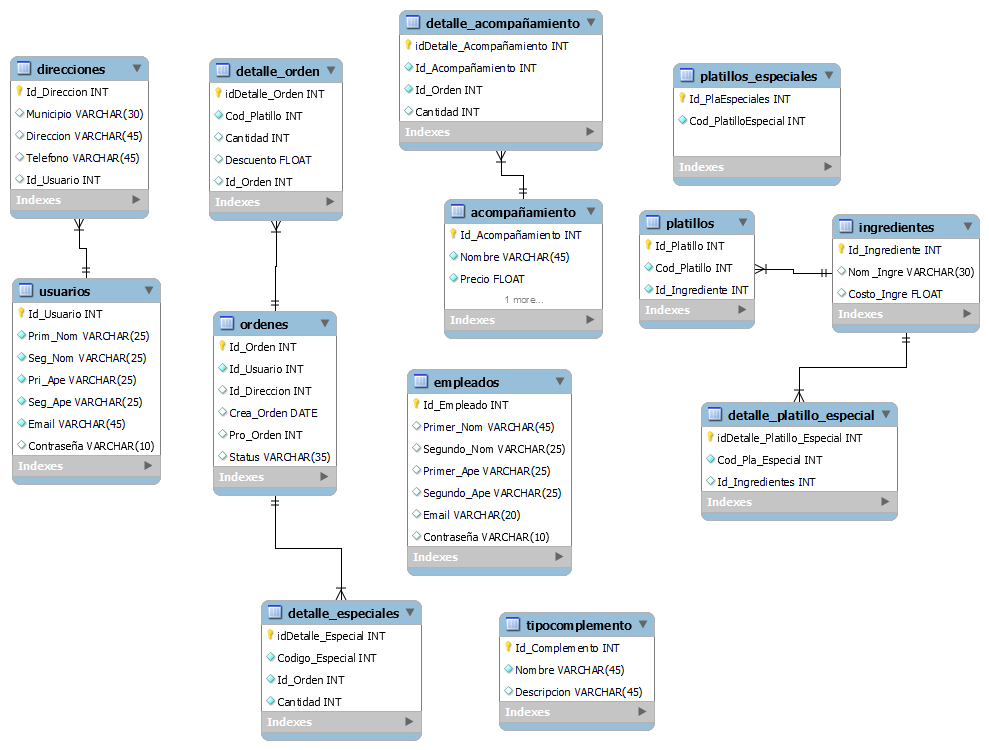 direcciones
Id_Direccion INT
Municipio VARCHAR(30)
Direccion VARCHAR(45)
Telefono VARCHAR(45)
Id_Usuario INT
Indexes
detalle_orden
idDetalle_Orden INT
Cod_Platillo INT
Cantidad INT
Descuento FLOAT
Id_Orden INT
Indexes
detalle_acompañamiento
idDetalle_Acompañamiento INT
Id_Acompañamiento INT
Id_Orden INT
Cantidad INT
Indexes
platillos_especiales
Id_PlaEspeciales INT
Cod_PlatilloEspecial INT
Indexes
acompañamiento
Id_Acompañamiento INT
Nombre VARCHAR(45)
Precio FLOAT
1 more...
Indexes
platillos
Id_Platillo INT
Cod_Platillo INT
Id_Ingrediente INT
Indexes
ingredientes
Id_Ingrediente INT
Nom_Ingre VARCHAR(30)
Costo_Ingre FLOAT
Indexes
usuarios
Id_Usuario INT
Prim_Nom VARCHAR(25)
Seg_Nom VARCHAR(25)
Pri_Ape VARCHAR(25)
Seg_Ape VARCHAR(25)
Email VARCHAR(45)
Contraseña VARCHAR(10)
Indexes
ordenes
Id_Orden INT
Id_Usuario INT
Id_Direccion INT
Crea_Orden DATE
Pro_Orden INT
Status VARCHAR(35)
Indexes
empleados
Id_Empleado INT
Primer_Nom VARCHAR(45)
Segundo_Nom VARCHAR(25)
Primer_Ape VARCHAR(25)
Segundo_Ape VARCHAR(25)
Email VARCHAR(20)
Contraseña VARCHAR(10)
Indexes
detalle_platillo_especial
idDetalle_Platillo_Especial INT
Cod_Pla_Especial INT
Id_Ingredientes INT
Indexes
detalle_especiales
idDetalle_Especial INT
Codigo_Especial INT
Id_Orden INT
Cantidad INT
Indexes
tipocomplemento
Id_Complemento INT
Nombre VARCHAR(45)
Descripcion VARCHAR(45)
Indexes